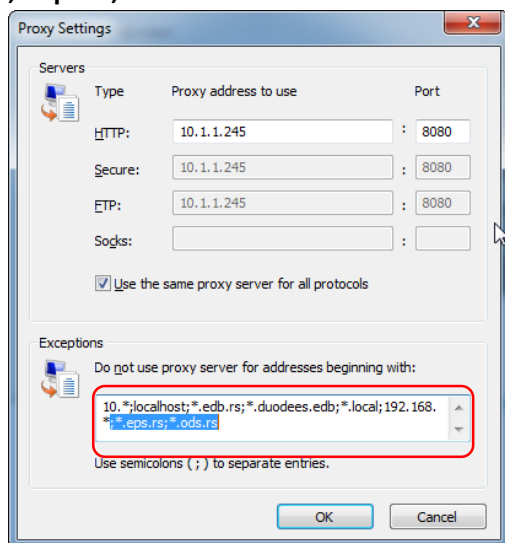 Proxy Settings
Servers
Type Proxy address to use Port
HTTP: 10.1.1.245 : 8080
Secure: 10.1.1.245 : 8080
FTP: 10.1.1.245 : 8080
Socks: :
Use the same proxy server for all protocols
Exceptions
Do not use proxy server for addresses beginning with:
10.*;localhost;*.edb.rs;*.duodees.edb;*.local;192.168.
*;*.eps.rs;*.ods.rs
Use semicolons ( ; ) to separate entries.
OK Cancel